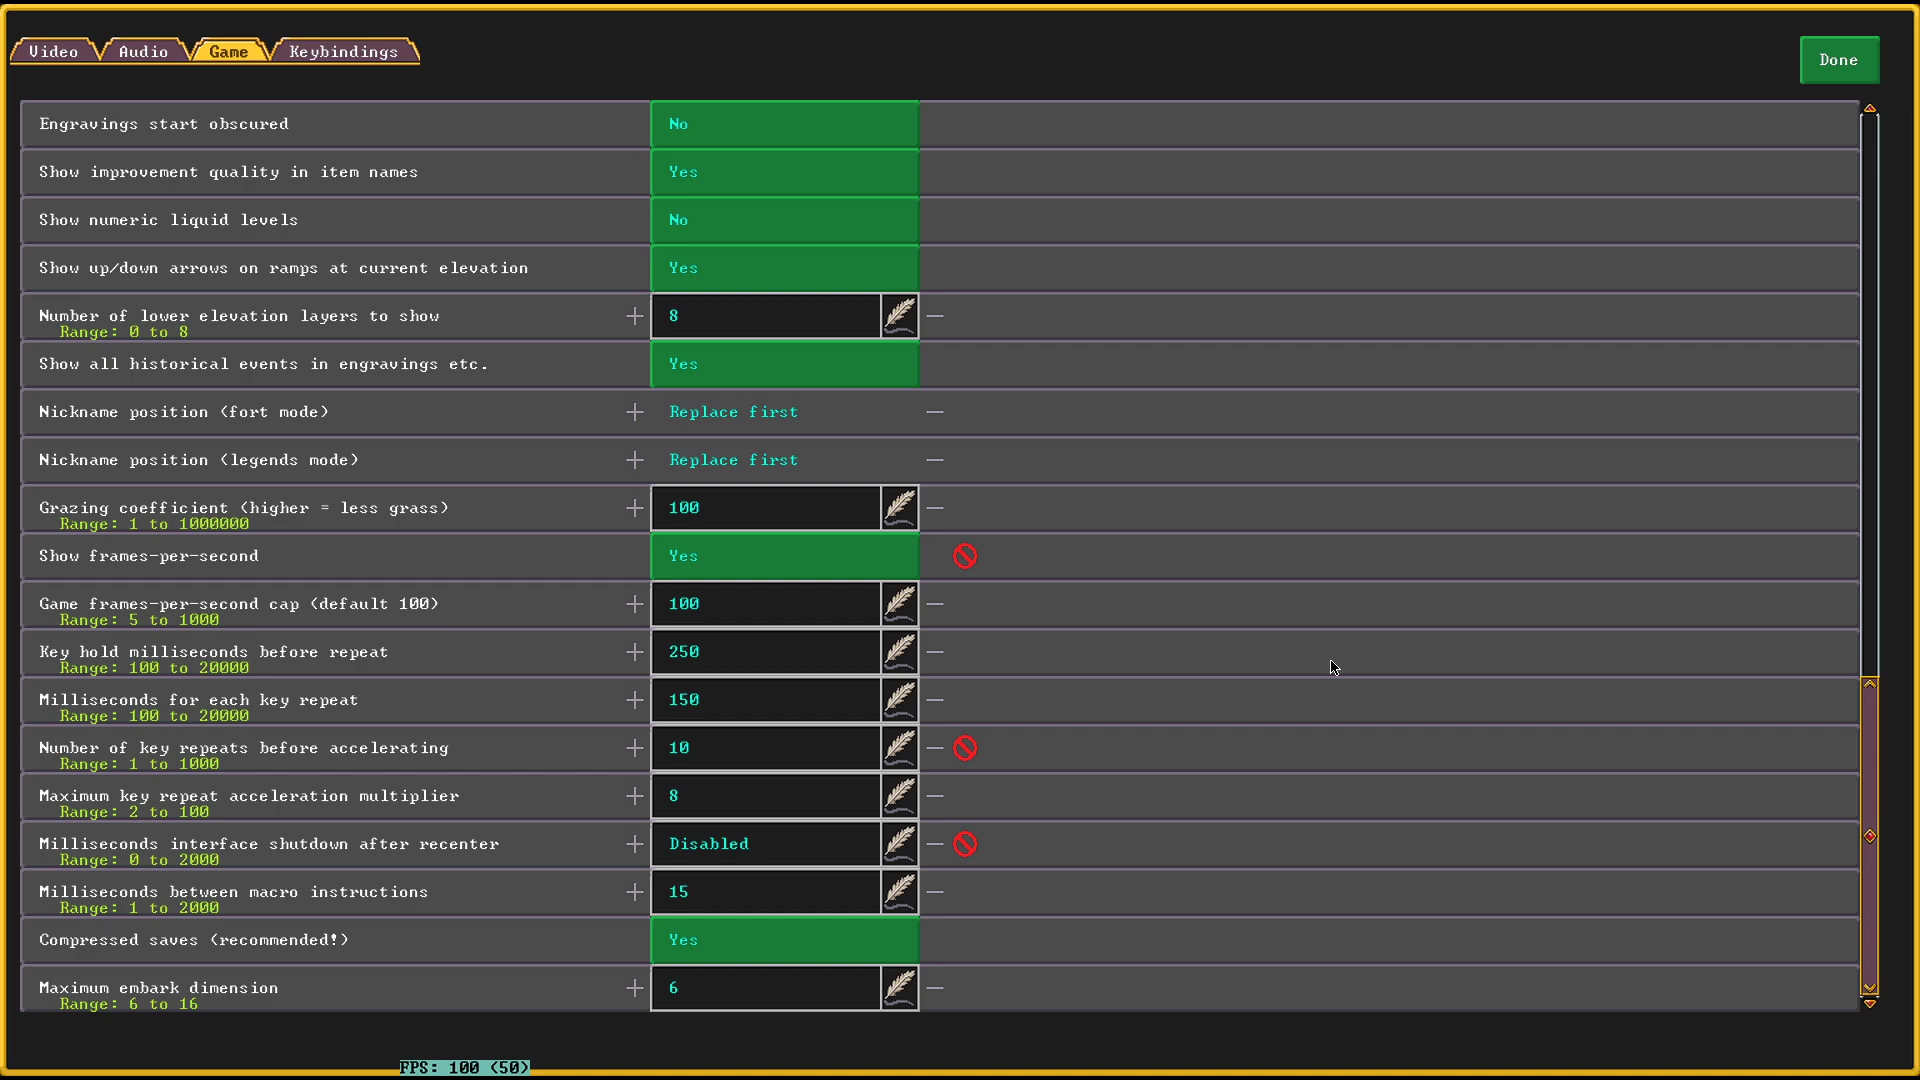 Video Audio Game Keybindings
Done
Engravings start obscured No
Show improvement quality in item names Yes
Show numeric liquid levels No
Show up/down arrows on ramps at current elevation Yes
Number of lower elevation layers to show 8
Range: 0 to 8
Show all historical events in engravings etc. Yes
Nickname position (fort mode) Replace first
Nickname position (legends mode) Replace first
Grazing coefficient (higher = less grass) 100
Range: 1 to 1000000
Show frames-per-second Yes
Game frames-per-second cap (default 100) 100
Range: 5 to 1000
Key hold milliseconds before repeat 250
Range: 100 to 20000
Milliseconds for each key repeat 150
Range: 100 to 20000
Number of key repeats before accelerating 10
Range: 1 to 1000
Maximum key repeat acceleration multiplier 8
Range: 2 to 100
Milliseconds interface shutdown after recenter Disabled
Range: 0 to 2000
Milliseconds between macro instructions 15
Range: 1 to 2000
Compressed saves (recommended!) Yes
Maximum embark dimension 6
Range: 6 to 16
FPS: 100 (50)